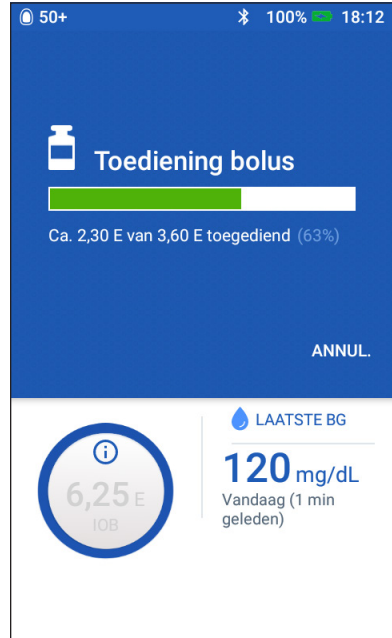 50+ 100% 18:12
Toediening bolus
Ca. 2,30 E van 3,60 E toegediend (63%)
ANNUL.
LAATSTE BG
6,25 E
IOB
120 mg/dL
Vandaag (1 min
geleden)